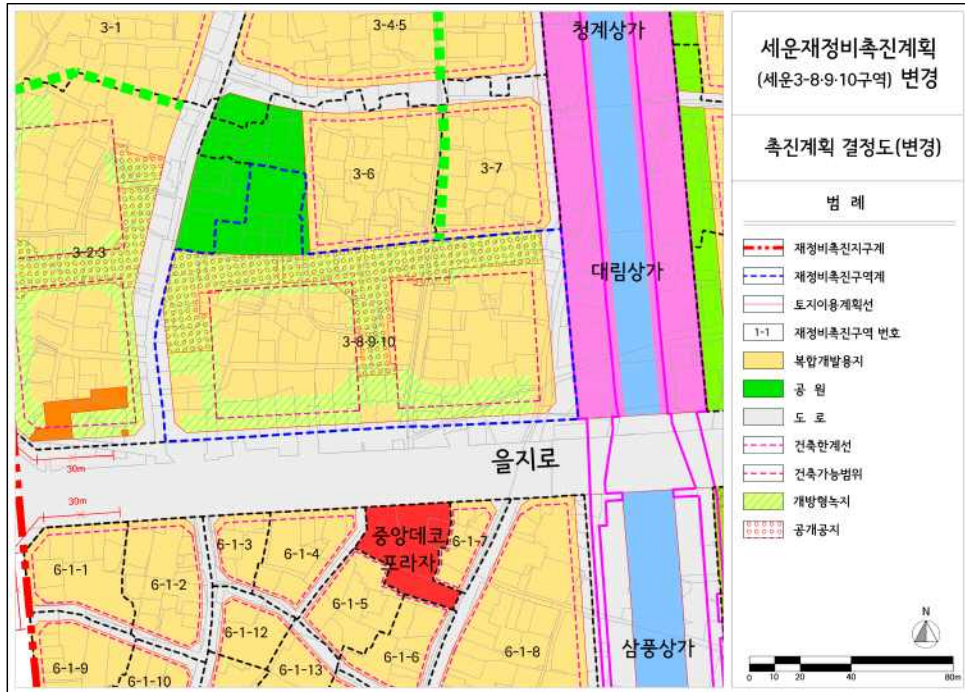 3-1
3-4·5
청계상가
3-6
3-7
3-2·3
대림상가
3-8·9·10
을지로
30m
30m
중앙데코
포라자
6-1-1
6-1-2
6-1-3
6-1-4
6-1-7
6-1-5
6-1-12
6-1-6
6-1-8
6-1-9
6-1-10
6-1-13
삼풍상가
세운재정비촉진계획
(세운3-8·9·10구역) 변경
촉진계획 결정도(변경)
범 례
재정비촉진지구계
재정비촉진구역계
토지이용계획선
1-1 재정비촉진구역 번호
복합개발용지
공 원
도 로
건축한계선
건축가능범위
개방형녹지
공개공지
N
0 10 20 40 80m